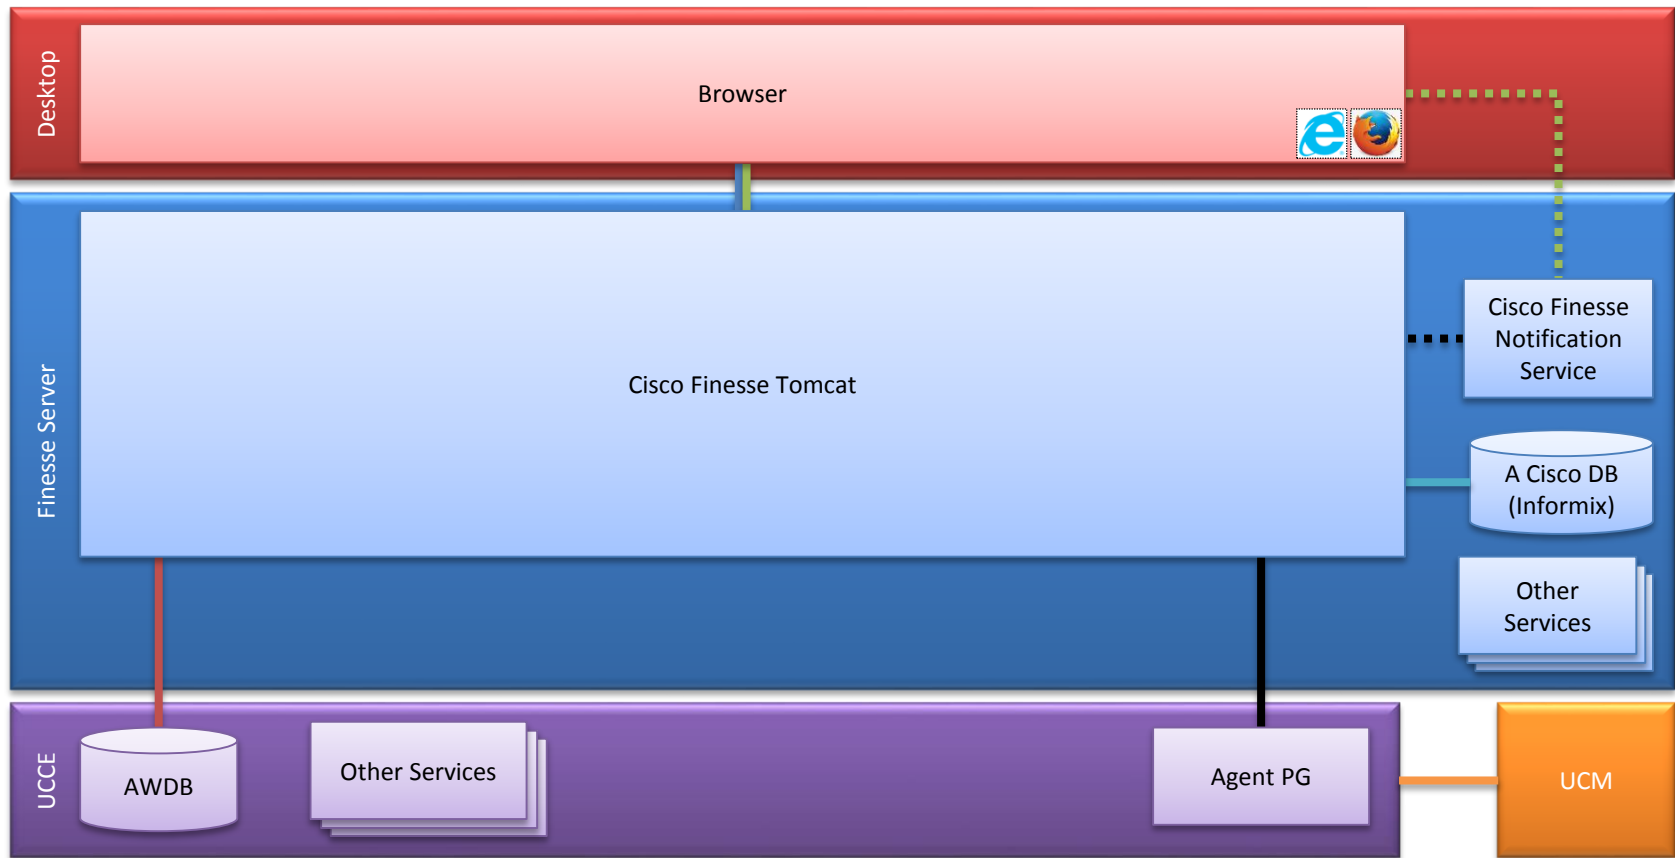 Desktop
Browser
Finesse Server
Cisco Finesse Tomcat
Cisco Finesse
Notification
Service
A Cisco DB
(Informix)
Other
Services
UCCE
AWDB
Other Services
Agent PG
UCM